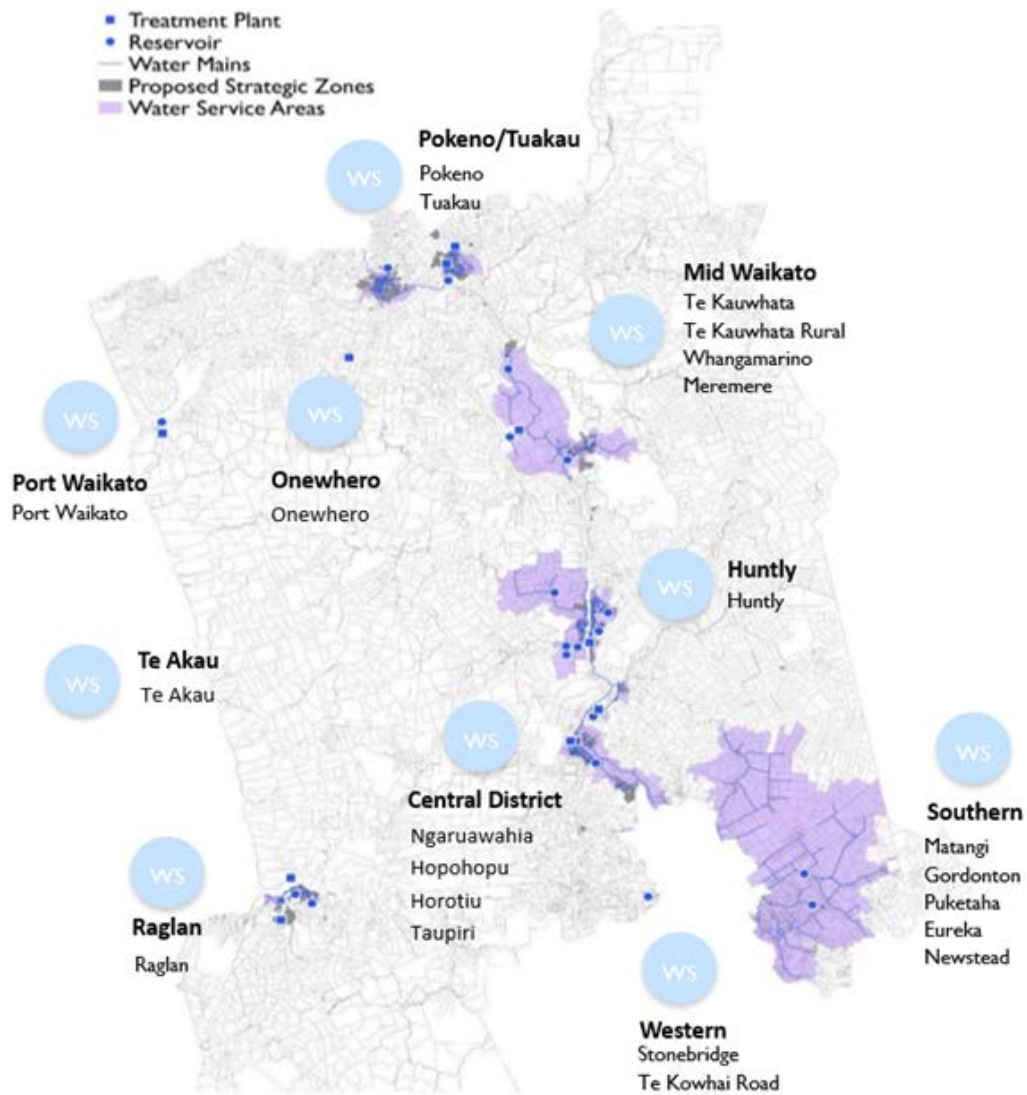 Treatment Plant
Reservoir
Water Mains
Proposed Strategic Zones
Water Service Areas
WS
Pokeno/Tuakau
Pokeno
Tuakau
WS
Mid Waikato
Te Kauwhata
Te Kauwhata Rural
Whangamarino
Meremere
WS
Port Waikato
Port Waikato
WS
Onewhero
Onewhero
WS
Huntly
Huntly
WS
Te Akau
Te Akau
WS
Central District
Ngaruawahia
Hopohopu
Horotiu
Taupiri
WS
Southern
Matangi
Gordonton
Puketaha
Eureka
Newstead
WS
Raglan
Raglan
WS
Western
Stonebridge
Te Kowhai Road